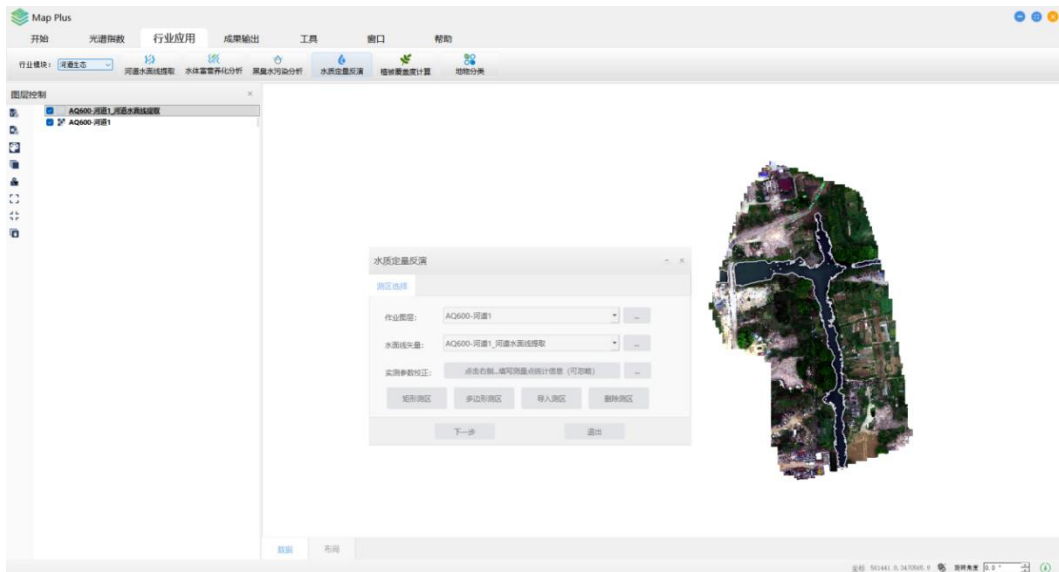 Map Plus
开始 光谱指数 行业应用 成果输出 工具 窗口 帮助
行业模块： 河道生态 河道水面线提取 水体富营养化分析 黑臭水污染分析 水质定量反演 植被覆盖度计算 地物分类
图层控制
AQ600-河道1_河道水面线提取
AQ600-河道1
水质定量反演
测区选择
作业图层： AQ600-河道1 ...
水面线矢量： AQ600-河道1_河道水面线提取 ...
实测参数校正： 点击右侧...填写测量点统计信息（可忽略） ...
矩形测区 多边形测区 导入测区 删除测区
下一步 退出
数据 布局
坐标 旋转角度 0.0 °